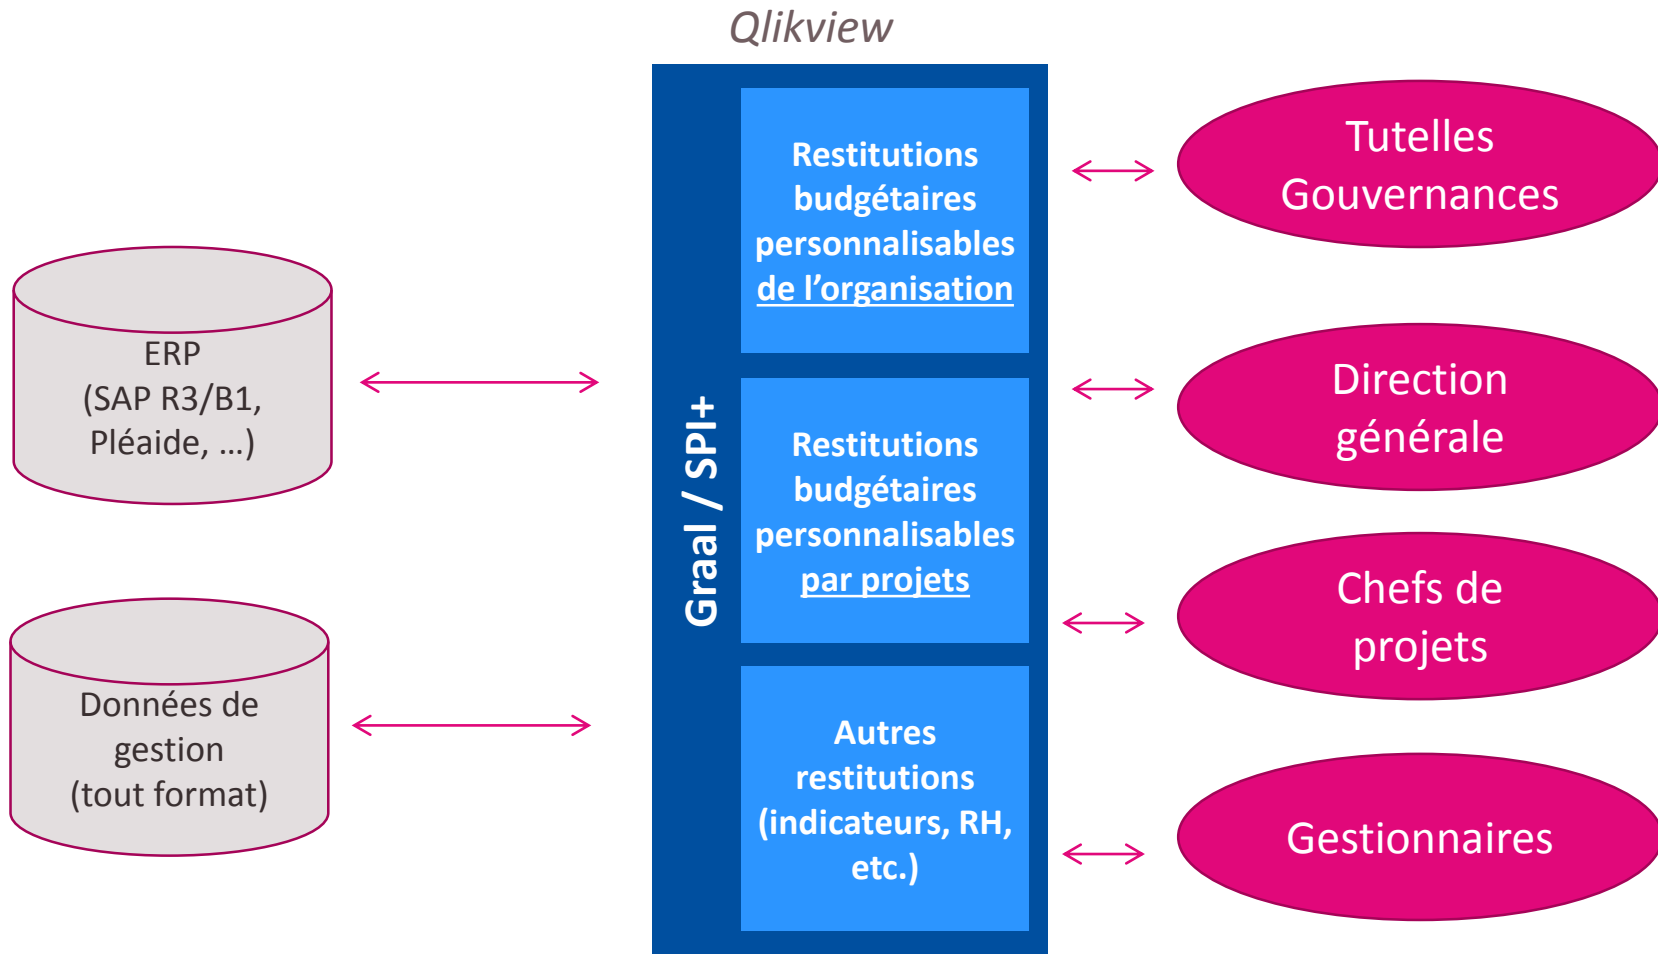 Qlikview
ERP
(SAP R3/B1,
Pléaide, …)
Données de
gestion
(tout format)
Graal / SPI+
Restitutions
budgétaires
personnalisables
de l’organisation
Restitutions
budgétaires
personnalisables
par projets
Autres
restitutions
(indicateurs, RH,
etc.)
Tutelles
Gouvernances
Direction
générale
Chefs de
projets
Gestionnaires